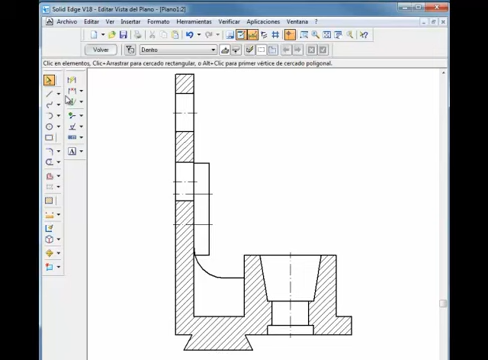 Solid Edge V18 - Editar Vista del Plano - [Plano1:2]
Archivo Editar Ver Insertar Formato Herramientas Verificar Aplicaciones Ventana ?
Volver Dentro
Clic en elementos, Clic+Arrastrar para cercado rectangular, o Alt+Clic para primer vértice de cercado poligonal.
A